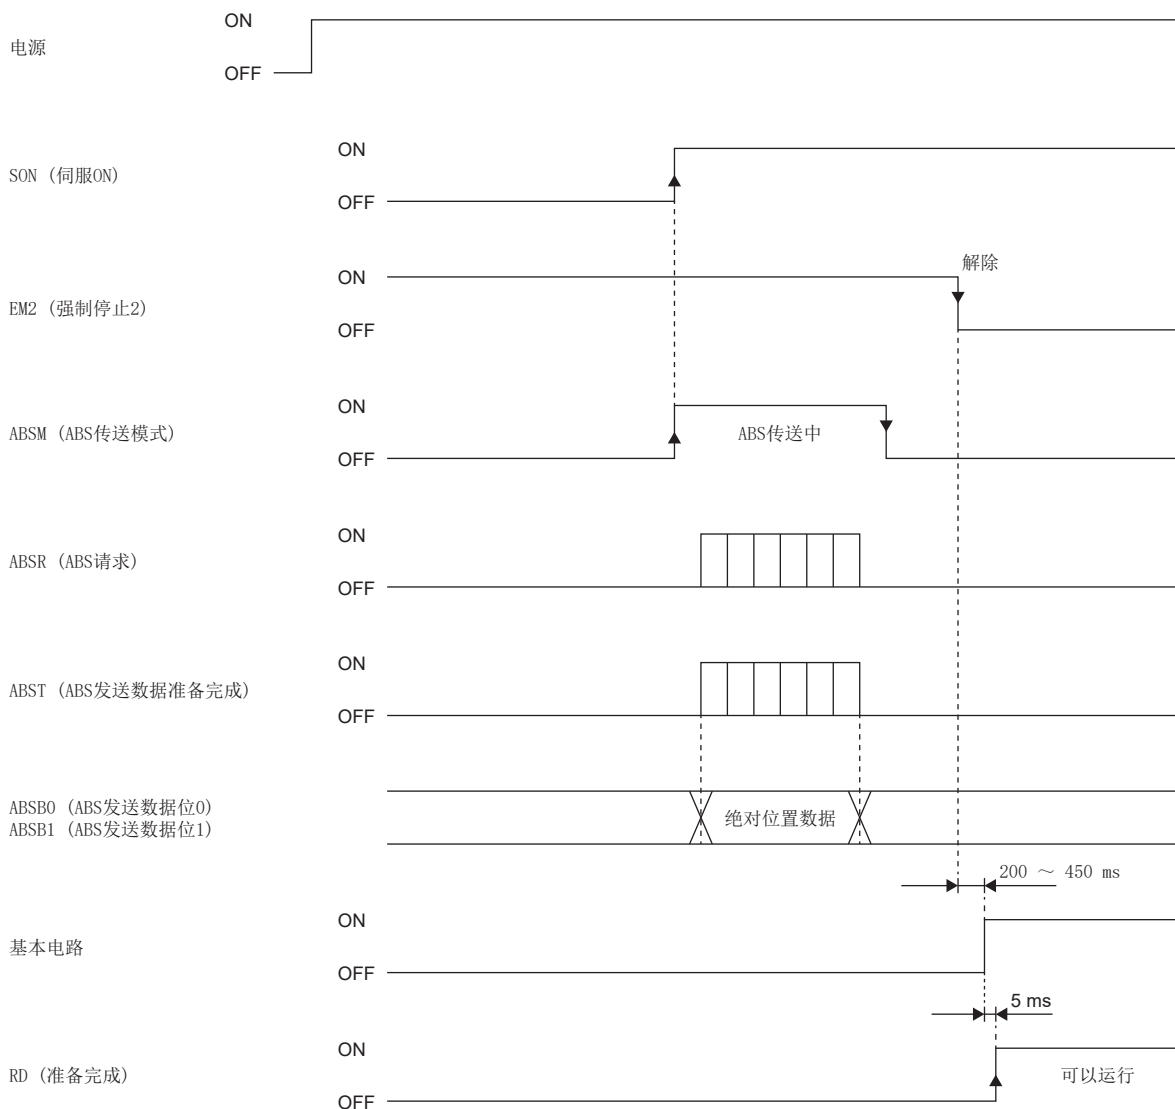 ON
电源
OFF
ON
SON (伺服ON)
OFF
解除
ON
EM2 (强制停止2)
OFF
ON
ABSM (ABS传送模式)
ABS传送中
OFF
ON
ABSR (ABS请求)
OFF
ON
ABST (ABS发送数据准备完成)
OFF
ABSB0 (ABS发送数据位0)
ABSB1 (ABS发送数据位1)
绝对位置数据
200 ～ 450 ms
ON
基本电路
OFF
5 ms
ON
RD (准备完成)
可以运行
OFF